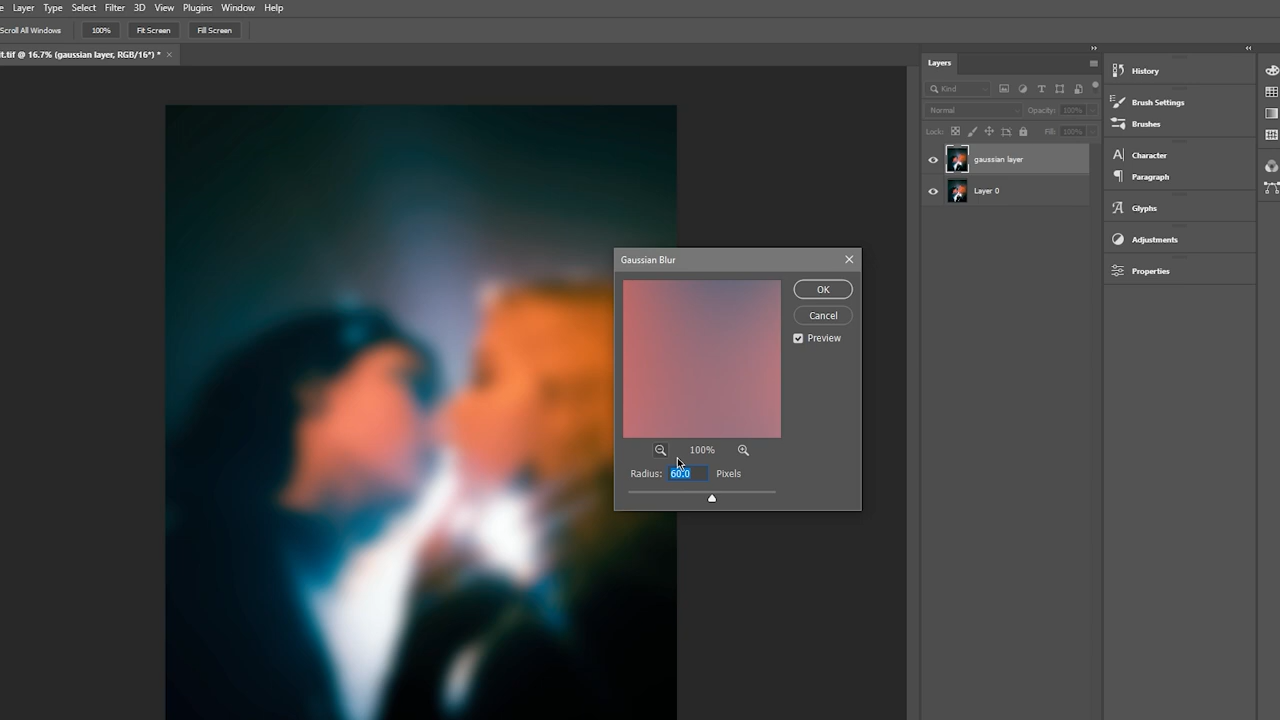 Layer Type Select Filter 3D View Plugins Window Help
Scroll All Windows 100% Fit Screen Fill Screen
it.tif @ 16.7% (gaussian layer, RGB/16*) * ×
Layers
Kind
Normal Opacity: 100%
Lock: Fill: 100%
gaussian layer
Layer 0
History
Brush Settings
Brushes
Character
Paragraph
Glyphs
Adjustments
Properties
Gaussian Blur
OK
Cancel
Preview
100%
Radius: 60.0 Pixels